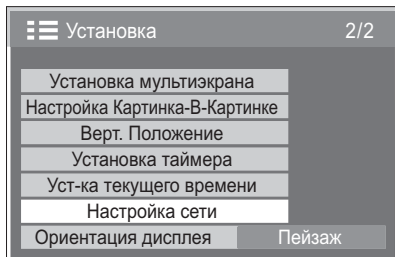 Установка 2/2
Установка мультиэкрана
Настройка Картинка-В-Картинке
Верт. Положение
Установка таймера
Уст-ка текущего времени
Настройка сети
Ориентация дисплея Пейзаж